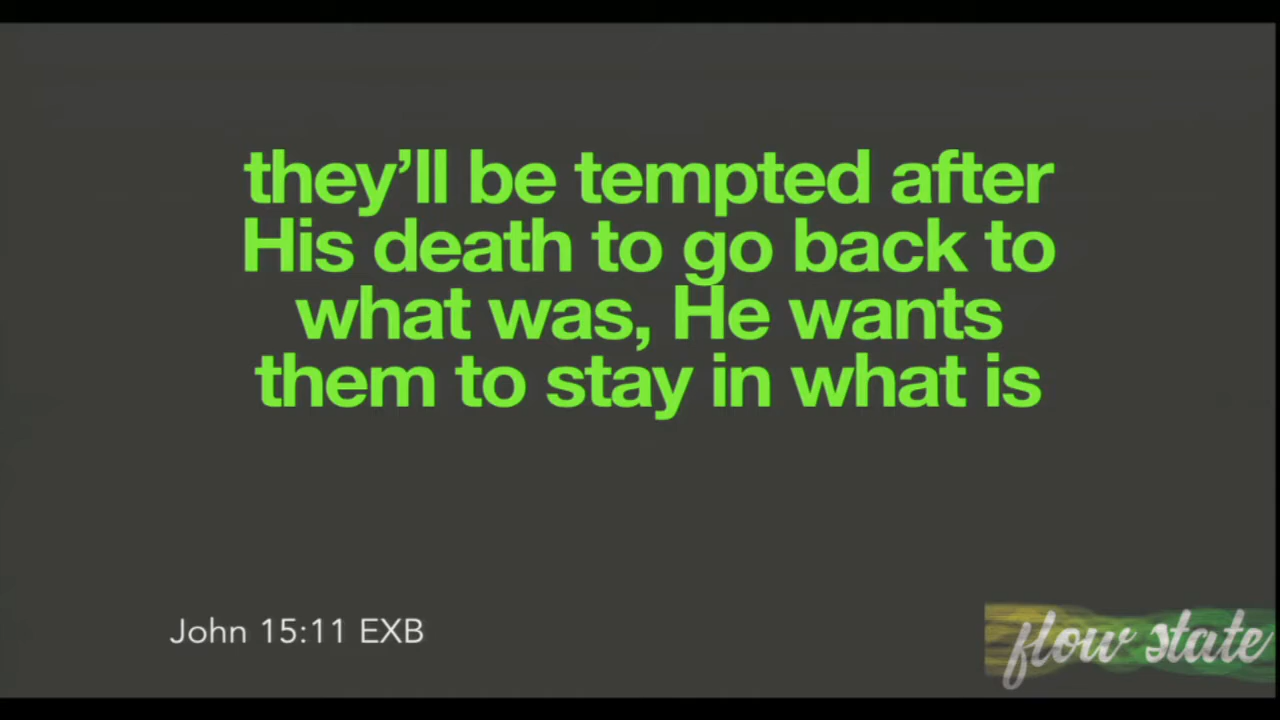 they’ll be tempted after
His death to go back to
what was, He wants
them to stay in what is
John 15:11 EXB
flow state